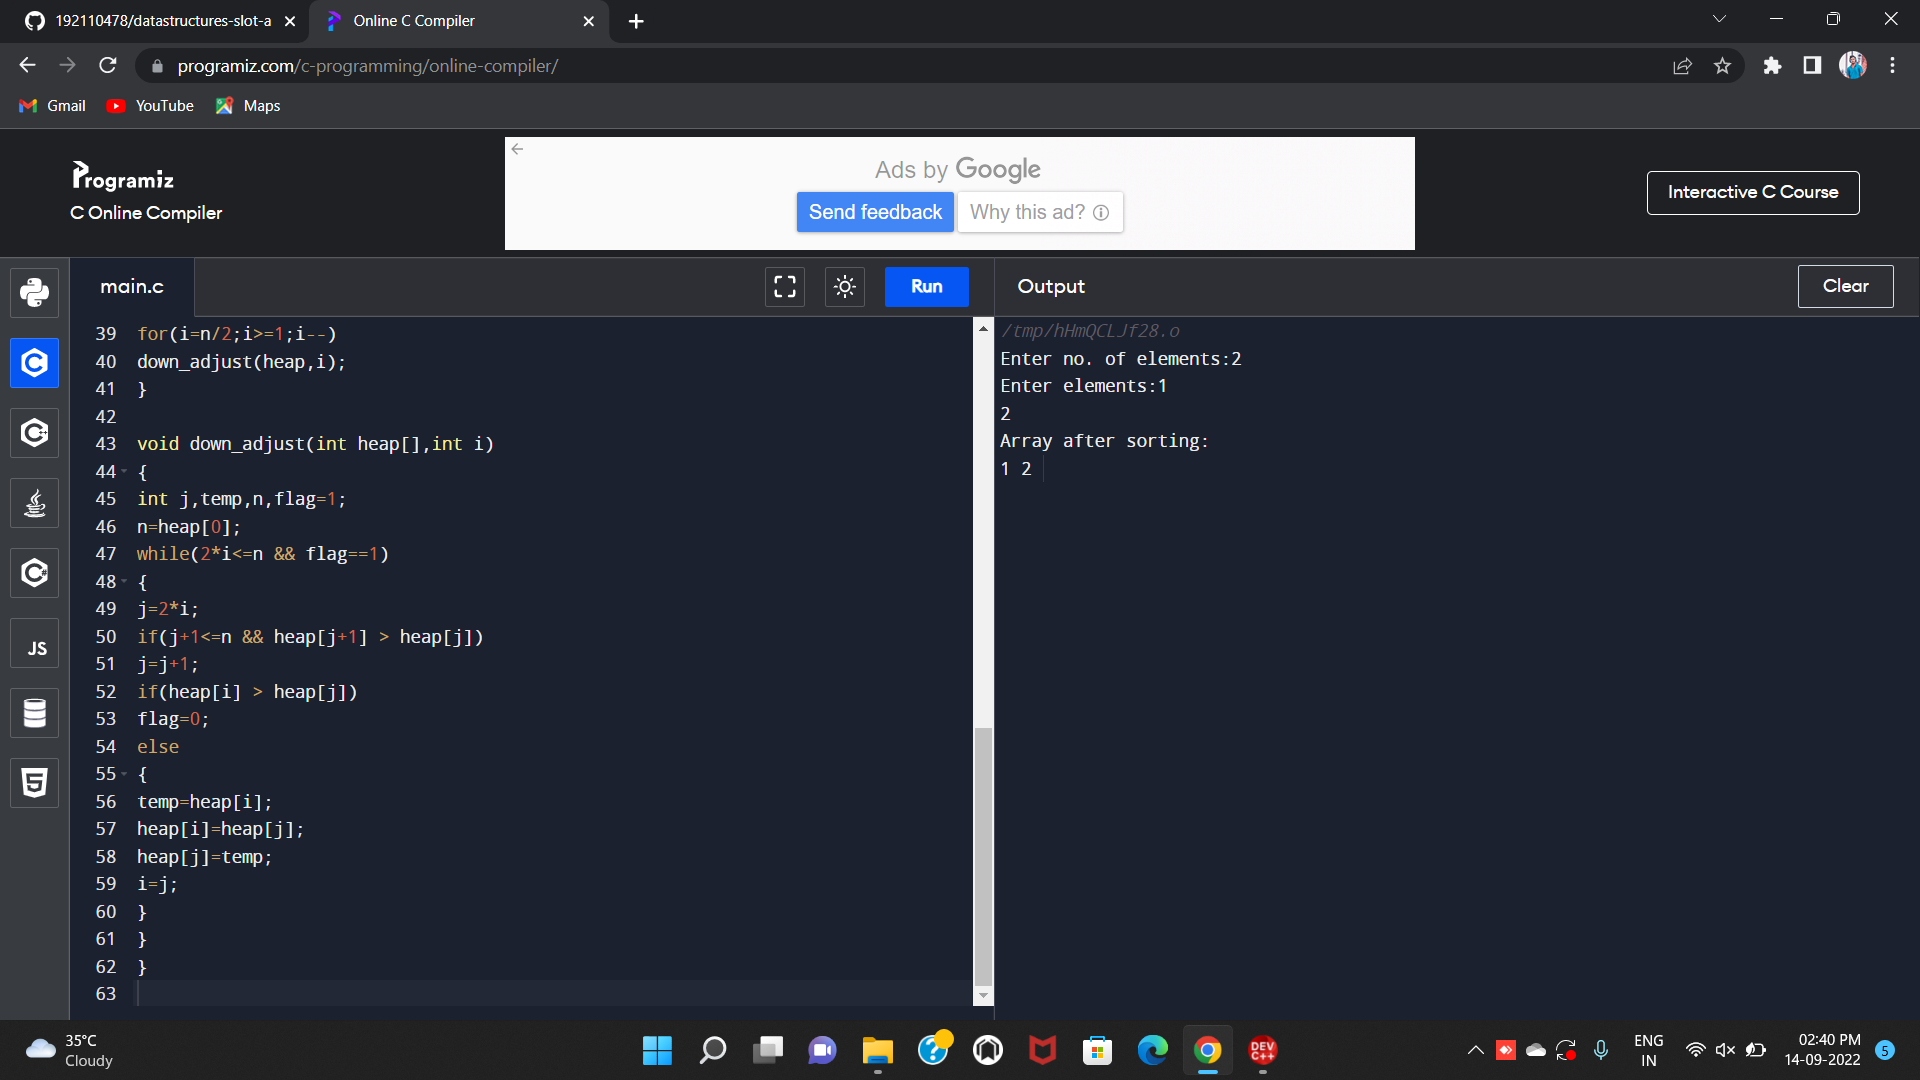 192110478/datastructures-slot-a
Online C Compiler
programiz.com/c-programming/online-compiler/
Gmail
YouTube
Maps
Programiz
C Online Compiler
Ads by Google
Send feedback
Why this ad?
Interactive C Course
main.c
Run
Output
Clear
39 for(i=n/2;i>=1;i--)
40 down_adjust(heap,i);
41 }
42
43 void down_adjust(int heap[],int i)
44 {
45 int j,temp,n,flag=1;
46 n=heap[0];
47 while(2*i<=n && flag==1)
48 {
49 j=2*i;
50 if(j+1<=n && heap[j+1] > heap[j])
51 j=j+1;
52 if(heap[i] > heap[j])
53 flag=0;
54 else
55 {
56 temp=heap[i];
57 heap[i]=heap[j];
58 heap[j]=temp;
59 i=j;
60 }
61 }
62 }
63
/tmp/hHmQCLJf28.o
Enter no. of elements:2
Enter elements:1
2
Array after sorting:
1 2
JS
35°C
Cloudy
DEV
C++
ENG
IN
02:40 PM
14-09-2022
5